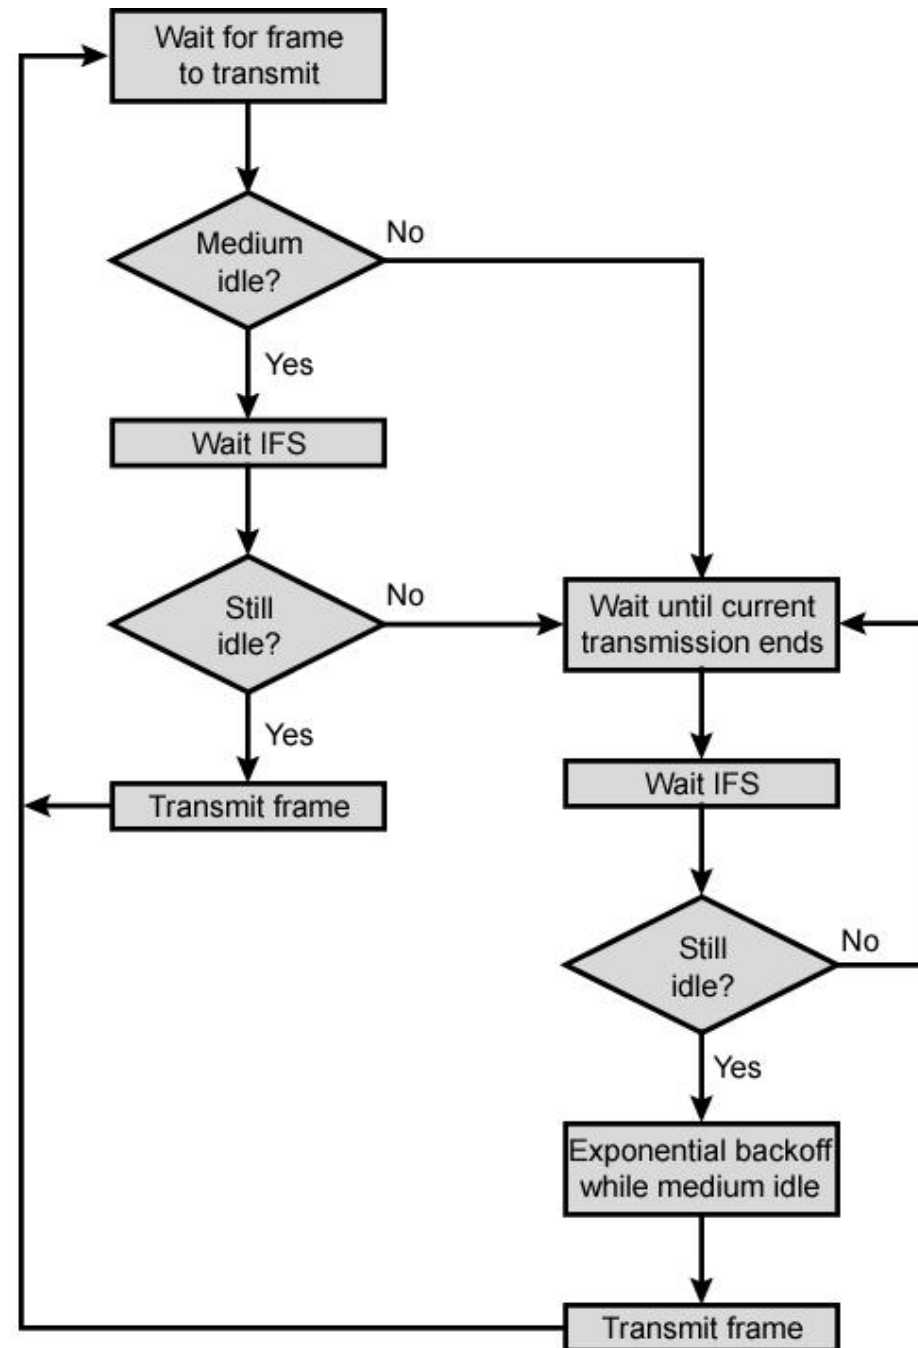 Wait for frame
to transmit
Medium
idle?
No
Yes
Wait IFS
Still
idle?
No
Yes
Transmit frame
Wait until current
transmission ends
Wait IFS
Still
idle?
No
Yes
Exponential backoff
while medium idle
Transmit frame